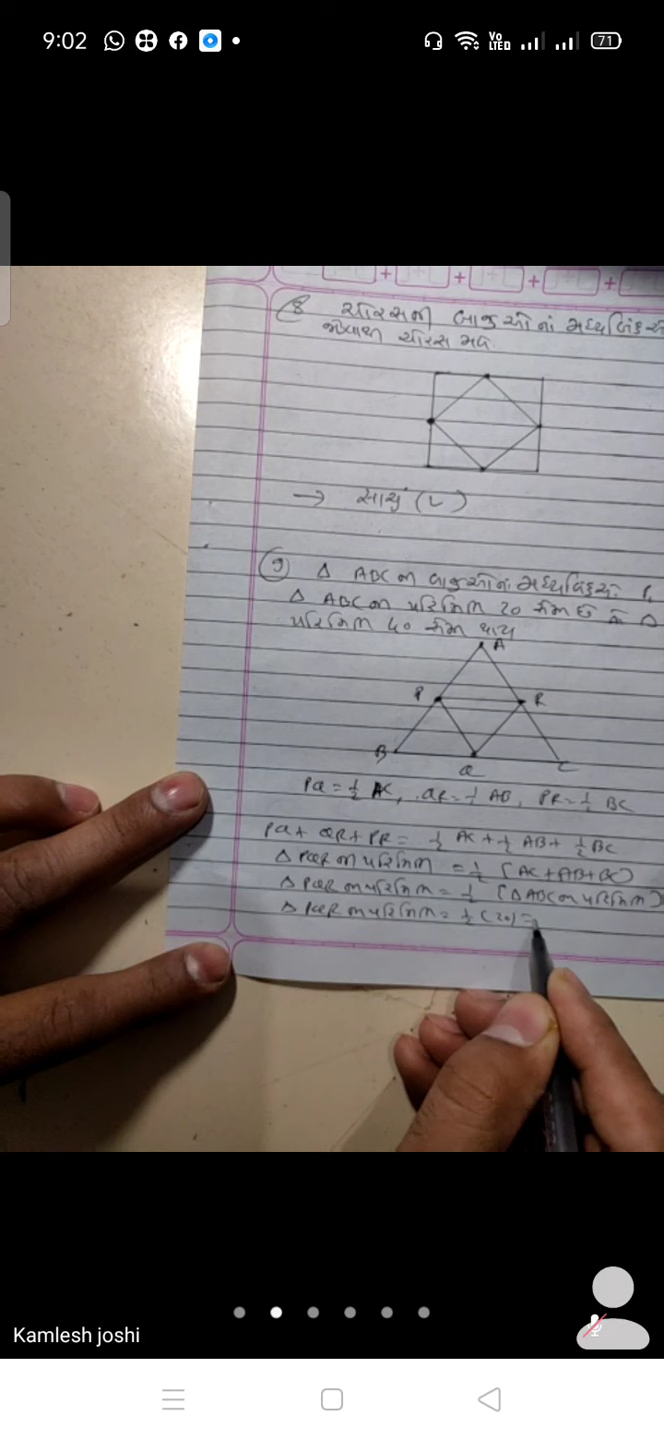 9:02
Vo LTE
71
8 ચોરસની બાજુઓનાં મધ્યબિંદુઓ
જોડવાથી ચોરસ મળે.
→ સાચું (✓)
9 Δ ABC ની બાજુઓનાં મધ્યબિંદુઓ
Δ ABC ની પરિમિતિ 20 સેમી છે Δ
પરિમિતિ 40 સેમી થાય
A
P R
B Q C
PQ = ½ AC, QR = ½ AB, PR = ½ BC
PQ + QR + PR = ½ AC + ½ AB + ½ BC
Δ PQR ની પરિમિતિ = ½ (AC + AB + BC)
Δ PQR ની પરિમિતિ = ½ (Δ ABC ની પરિમિતિ)
Δ PQR ની પરિમિતિ = ½ (20) =
Kamlesh joshi